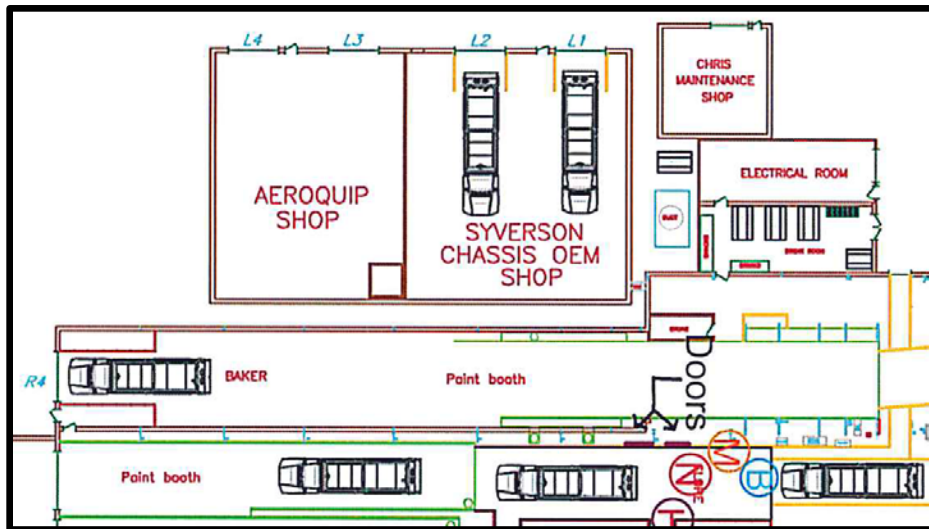 L4
L3
L2
L1
CHRIS
MAINTENANCE
SHOP
ELECTRICAL ROOM
AEROQUIP
SHOP
SYVERSON
CHASSIS OEM
SHOP
Doors
R4
BAKER
Paint booth
Paint booth
M
B
N